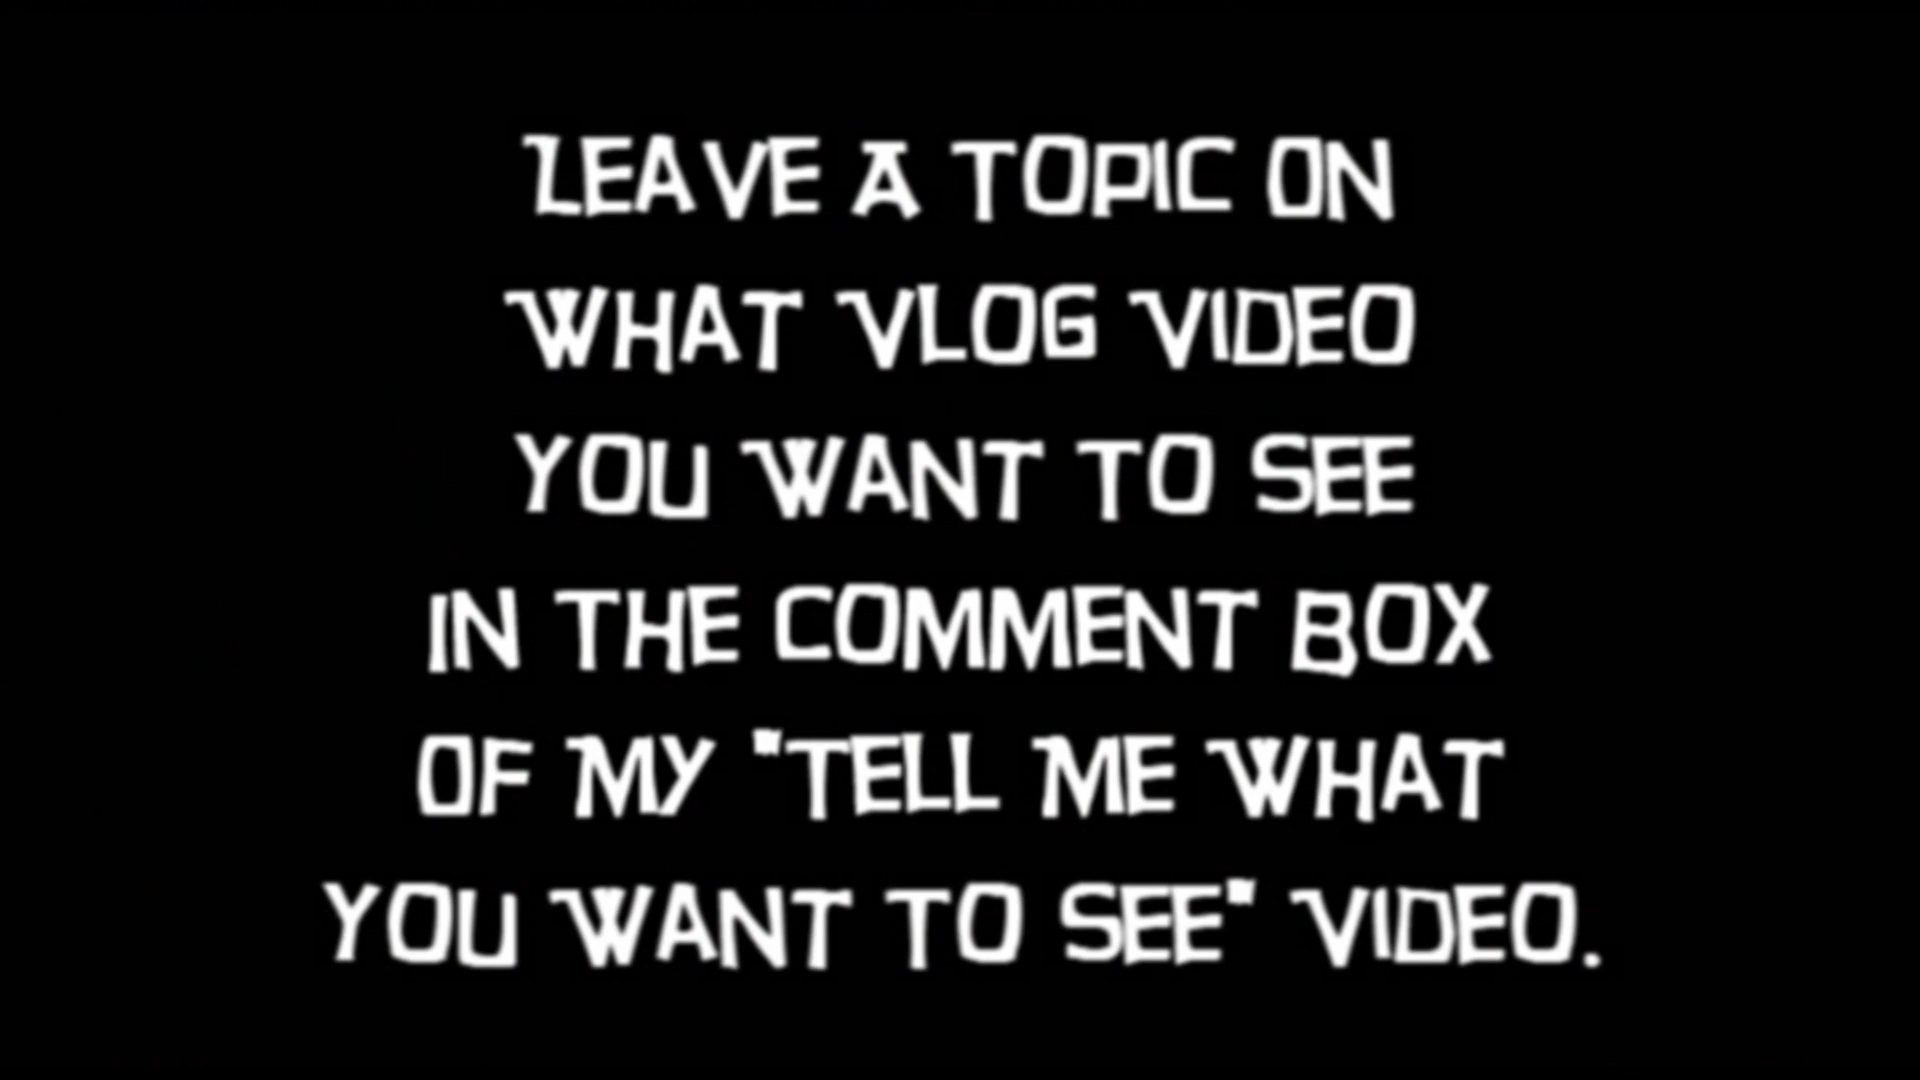 LEAVE A TOPIC ON
WHAT VLOG VIDEO
YOU WANT TO SEE
IN THE COMMENT BOX
OF MY "TELL ME WHAT
YOU WANT TO SEE" VIDEO.